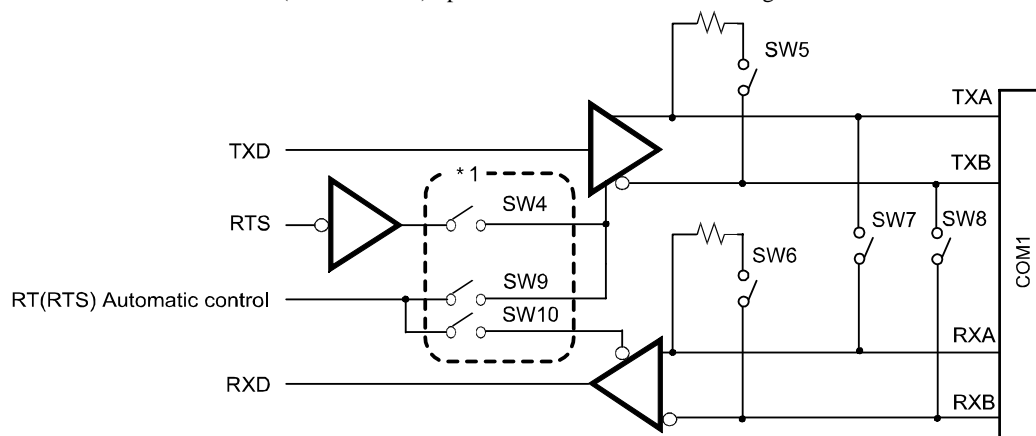 SW5
TXA
TXD
* 1
TXB
SW4
RTS
SW7
SW8
SW6
COM1
SW9
RT(RTS) Automatic control
SW10
RXA
RXD
RXB